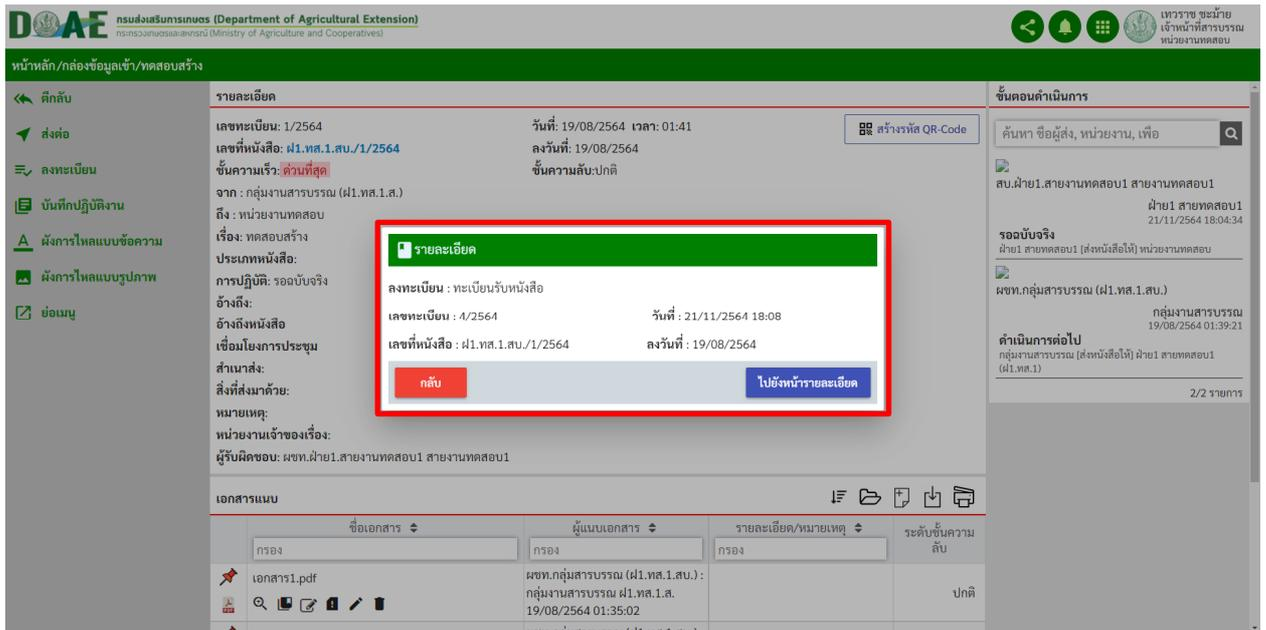 DOAE
กรมส่งเสริมการเกษตร (Department of Agricultural Extension)
กระทรวงเกษตรและสหกรณ์ (Ministry of Agriculture and Cooperatives)
เทวราช ชะม้าย
เจ้าหน้าที่สารบรรณ
หน่วยงานทดสอบ
หน้าหลัก/กล่องข้อมูลเข้า/ทดสอบสร้าง
ตีกลับ
ส่งต่อ
ลงทะเบียน
บันทึกปฏิบัติงาน
ผังการไหลแบบข้อความ
ผังการไหลแบบรูปภาพ
ย่อเมนู
รายละเอียด
เลขทะเบียน: 1/2564 วันที่: 19/08/2564 เวลา: 01:41
สร้างรหัส QR-Code
เลขที่หนังสือ: ฝ1.ทส.1.สบ./1/2564 ลงวันที่: 19/08/2564
ชั้นความเร็ว: ด่วนที่สุด ชั้นความลับ:ปกติ
จาก : กลุ่มงานสารบรรณ (ฝ1.ทส.1.ส.)
ถึง : หน่วยงานทดสอบ
เรื่อง: ทดสอบสร้าง
ประเภทหนังสือ:
การปฏิบัติ: รอฉบับจริง
อ้างถึง:
อ้างถึงหนังสือ
เชื่อมโยงการประชุม
สำเนาส่ง:
สิ่งที่ส่งมาด้วย:
หมายเหตุ:
หน่วยงานเจ้าของเรื่อง:
ผู้รับผิดชอบ: ผชท.ฝ่าย1.สายงานทดสอบ1 สายงานทดสอบ1
รายละเอียด
ลงทะเบียน : ทะเบียนรับหนังสือ
เลขทะเบียน : 4/2564 วันที่ : 21/11/2564 18:08
เลขที่หนังสือ : ฝ1.ทส.1.สบ./1/2564 ลงวันที่ : 19/08/2564
กลับ ไปยังหน้ารายละเอียด
เอกสารแนบ
ชื่อเอกสาร ผู้แนบเอกสาร รายละเอียด/หมายเหตุ ระดับชั้นความ
ลับ
กรอง กรอง กรอง
เอกสาร1.pdf
ผชท.กลุ่มสารบรรณ (ฝ1.ทส.1.สบ.) :
กลุ่มงานสารบรรณ ฝ1.ทส.1.ส.
19/08/2564 01:35:02
ปกติ
ขั้นตอนดำเนินการ
ค้นหา ชื่อผู้ส่ง, หน่วยงาน, เพื่อ
สบ.ฝ่าย1.สายงานทดสอบ1 สายงานทดสอบ1
ฝ่าย1 สายทดสอบ1
21/11/2564 18:04:34
รอฉบับจริง
ฝ่าย1 สายทดสอบ1 [ส่งหนังสือให้] หน่วยงานทดสอบ
ผชท.กลุ่มสารบรรณ (ฝ1.ทส.1.สบ.)
กลุ่มงานสารบรรณ
19/08/2564 01:39:21
ดำเนินการต่อไป
กลุ่มงานสารบรรณ [ส่งหนังสือให้] ฝ่าย1 สายทดสอบ1
(ฝ1.ทส.1)
2/2 รายการ